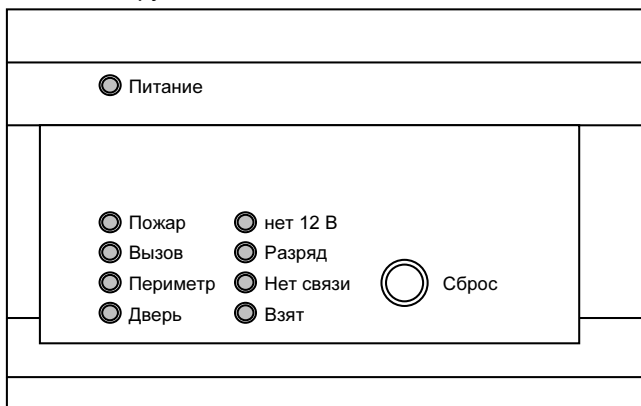 Питание
Пожар
нет 12 В
Вызов
Разряд
Периметр
Нет связи
Сброс
Дверь
Взят